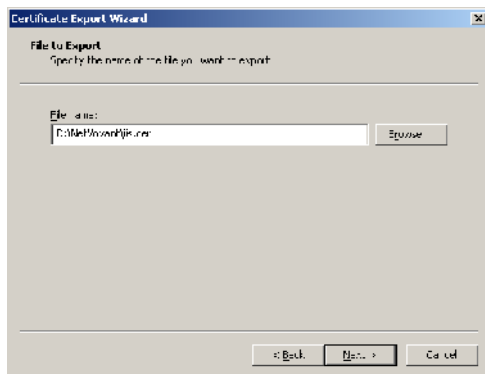 Certificate Export Wizard
File to Export
Specify the name of the file you want to export
File name:
Browse...
< Back
Next >
Cancel